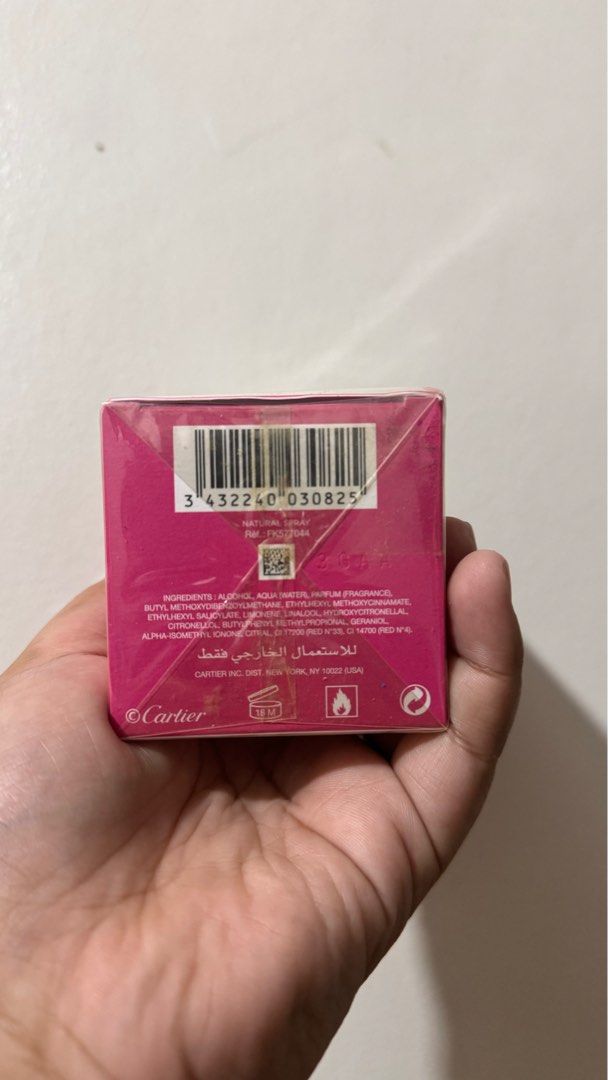 3 432240 030825
NATURAL SPRAY
Réf.: FK577044
3GAA
INGREDIENTS : ALCOHOL, AQUA (WATER), PARFUM (FRAGRANCE),
BUTYL METHOXYDIBENZOYLMETHANE, ETHYLHEXYL METHOXYCINNAMATE,
ETHYLHEXYL SALICYLATE, LIMONENE, LINALOOL, HYDROXYCITRONELLAL,
CITRONELLOL, BUTYLPHENYL METHYLPROPIONAL, GERANIOL,
ALPHA-ISOMETHYL IONONE, CITRAL, CI 17200 (RED N°33), CI 14700 (RED N°4).
للاستعمال الخارجي فقط
CARTIER INC. DIST. NEW YORK, NY 10022 (USA)
© Cartier
18 M